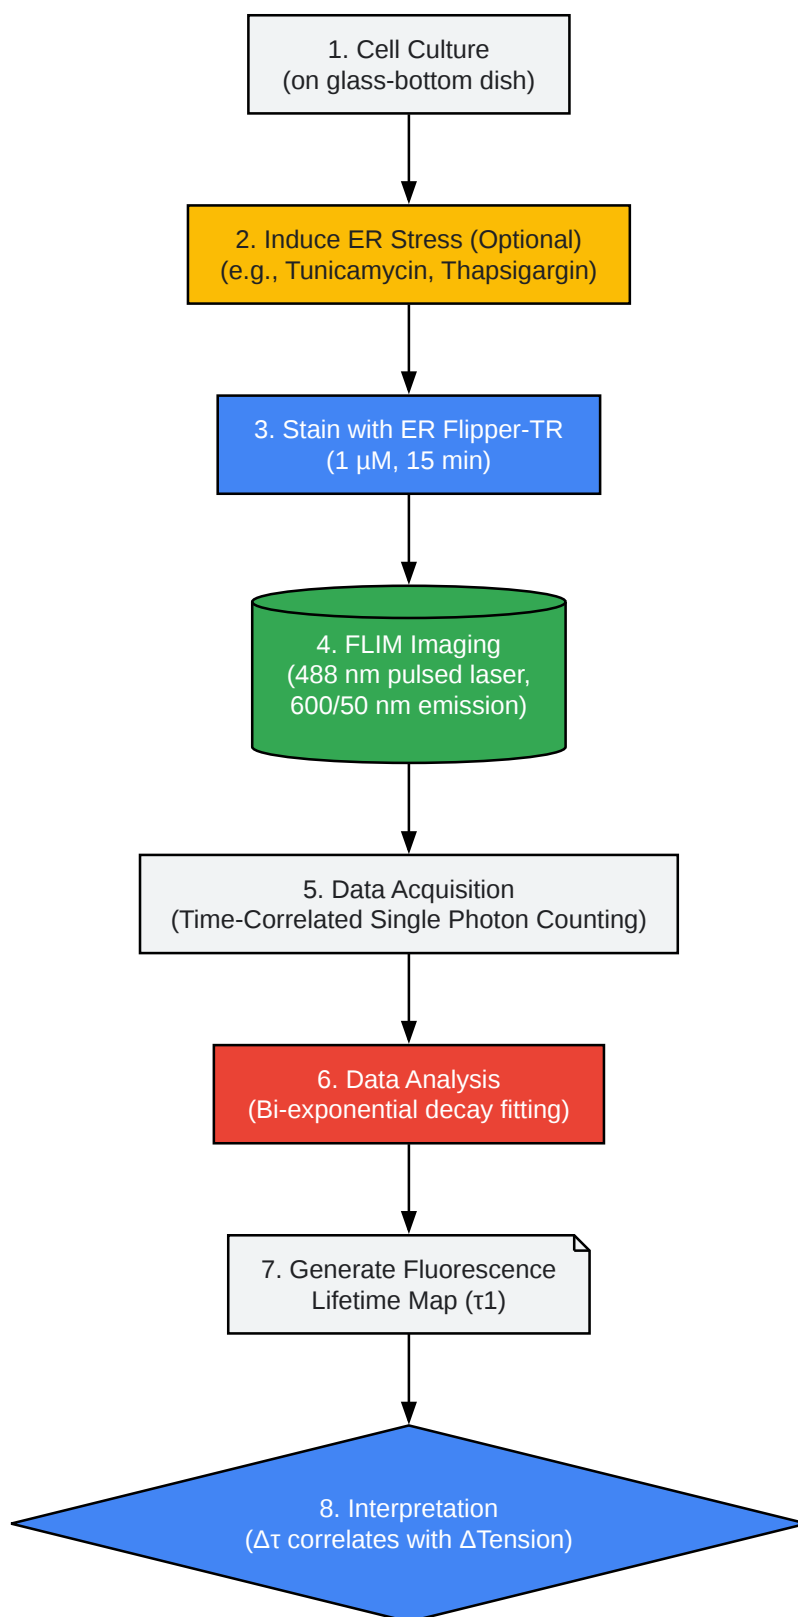 1. Cell Culture
(on glass-bottom dish)
2. Induce ER Stress (Optional)
(e.g., Tunicamycin, Thapsigargin)
3. Stain with ER Flipper-TR
(1 µM, 15 min)
4. FLIM Imaging
(488 nm pulsed laser,
600/50 nm emission)
5. Data Acquisition
(Time-Correlated Single Photon Counting)
6. Data Analysis
(Bi-exponential decay fitting)
7. Generate Fluorescence
Lifetime Map (τ1)
8. Interpretation
(Δτ correlates with ΔTension)